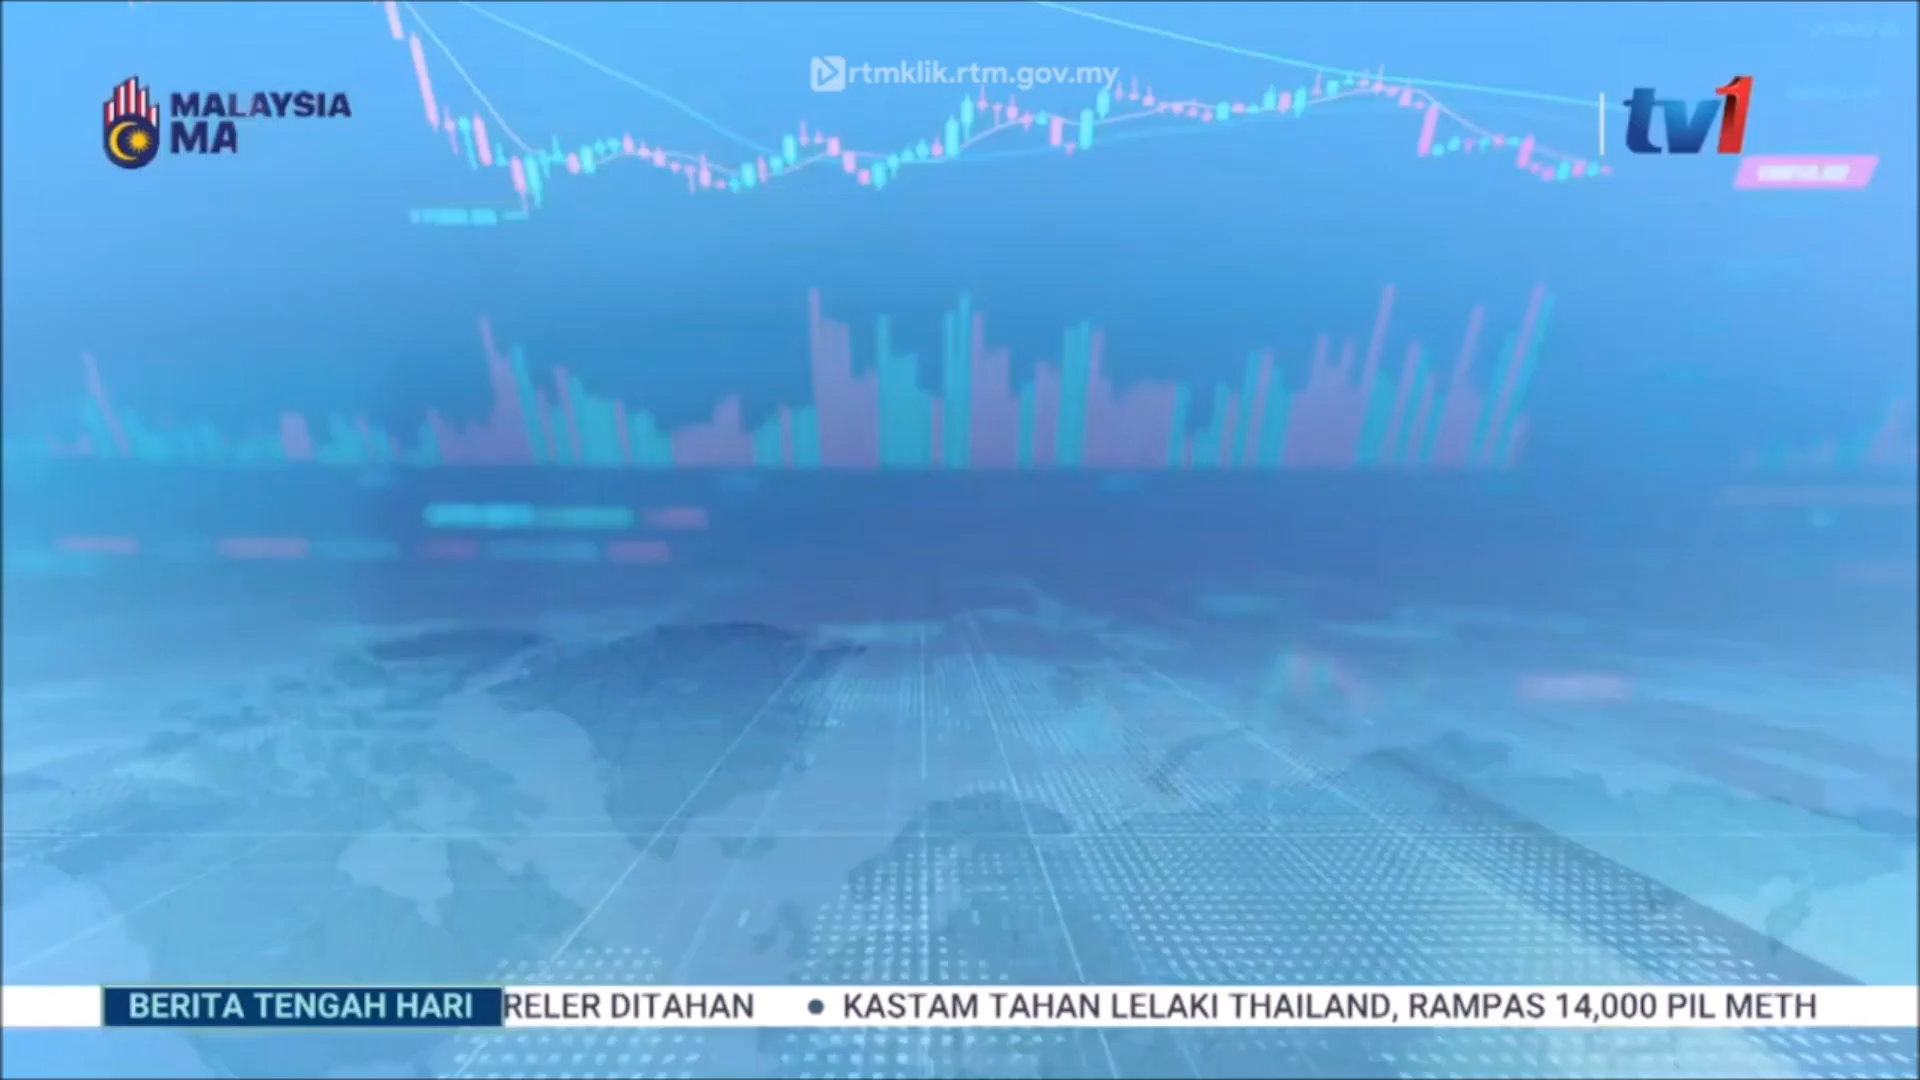 rtmklik.rtm.gov.my
MALAYSIA
MA
tv1
BERITA TENGAH HARI
RELER DITAHAN • KASTAM TAHAN LELAKI THAILAND, RAMPAS 14,000 PIL METH